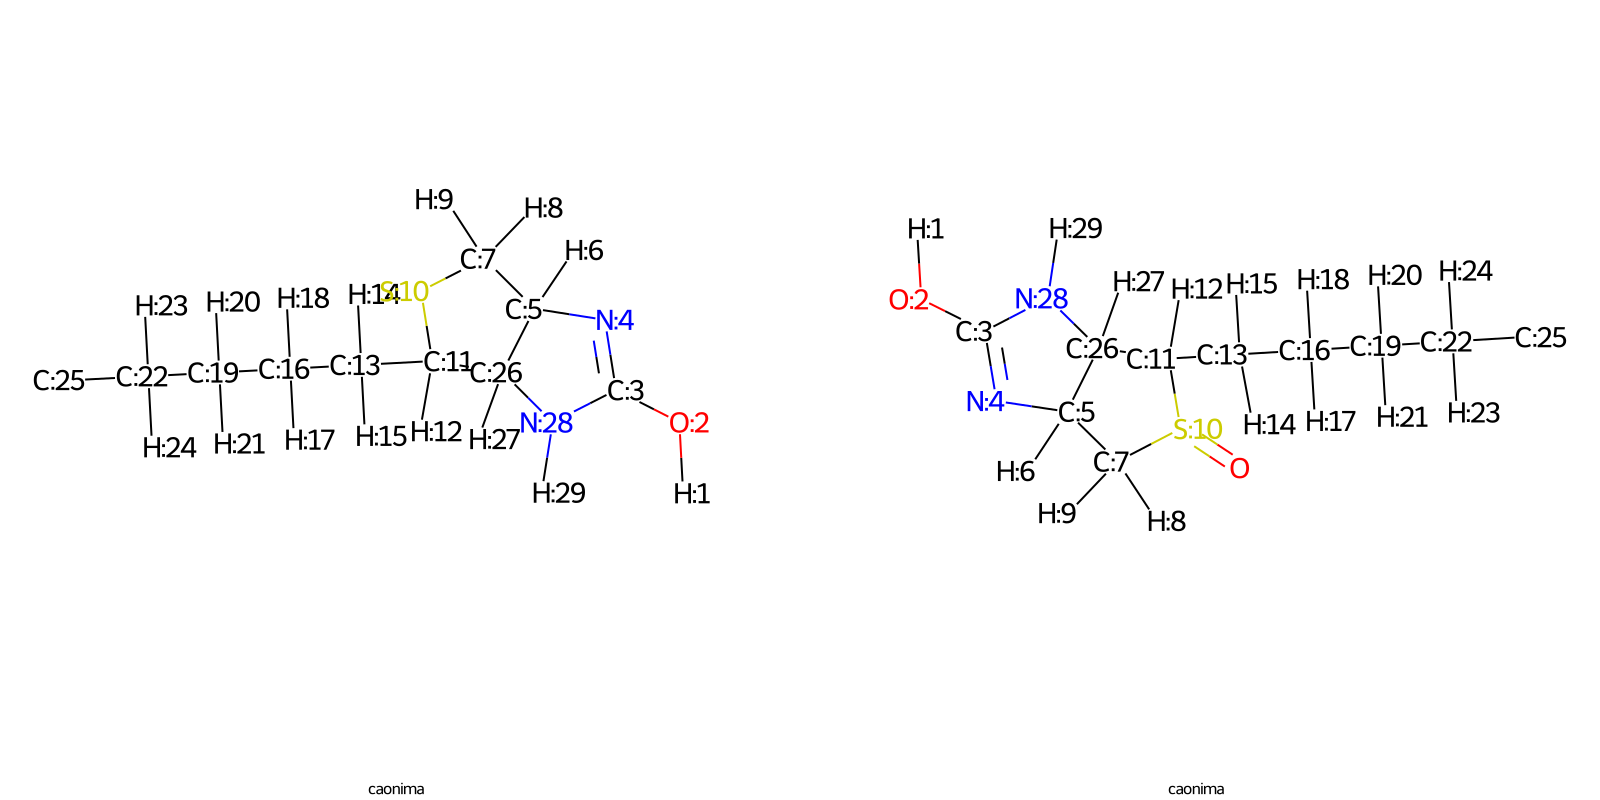 H:9 H:8
H:6
C:7
S:10 H:14
H:23 H:20 H:18
C:5 N:4
C:25 C:22 C:19 C:16 C:13 C:11 C:26
C:3
N:28 O:2
H:24 H:21 H:17 H:15 H:12 H:27
H:29 H:1
caonima
H:1 H:29
H:27 H:12 H:15 H:18 H:20 H:24
O:2 N:28
C:3
C:26 C:11 C:13 C:16 C:19 C:22 C:25
N:4 C:5
S:10 H:14 H:17 H:21 H:23
H:6 C:7 O
H:9 H:8
caonima